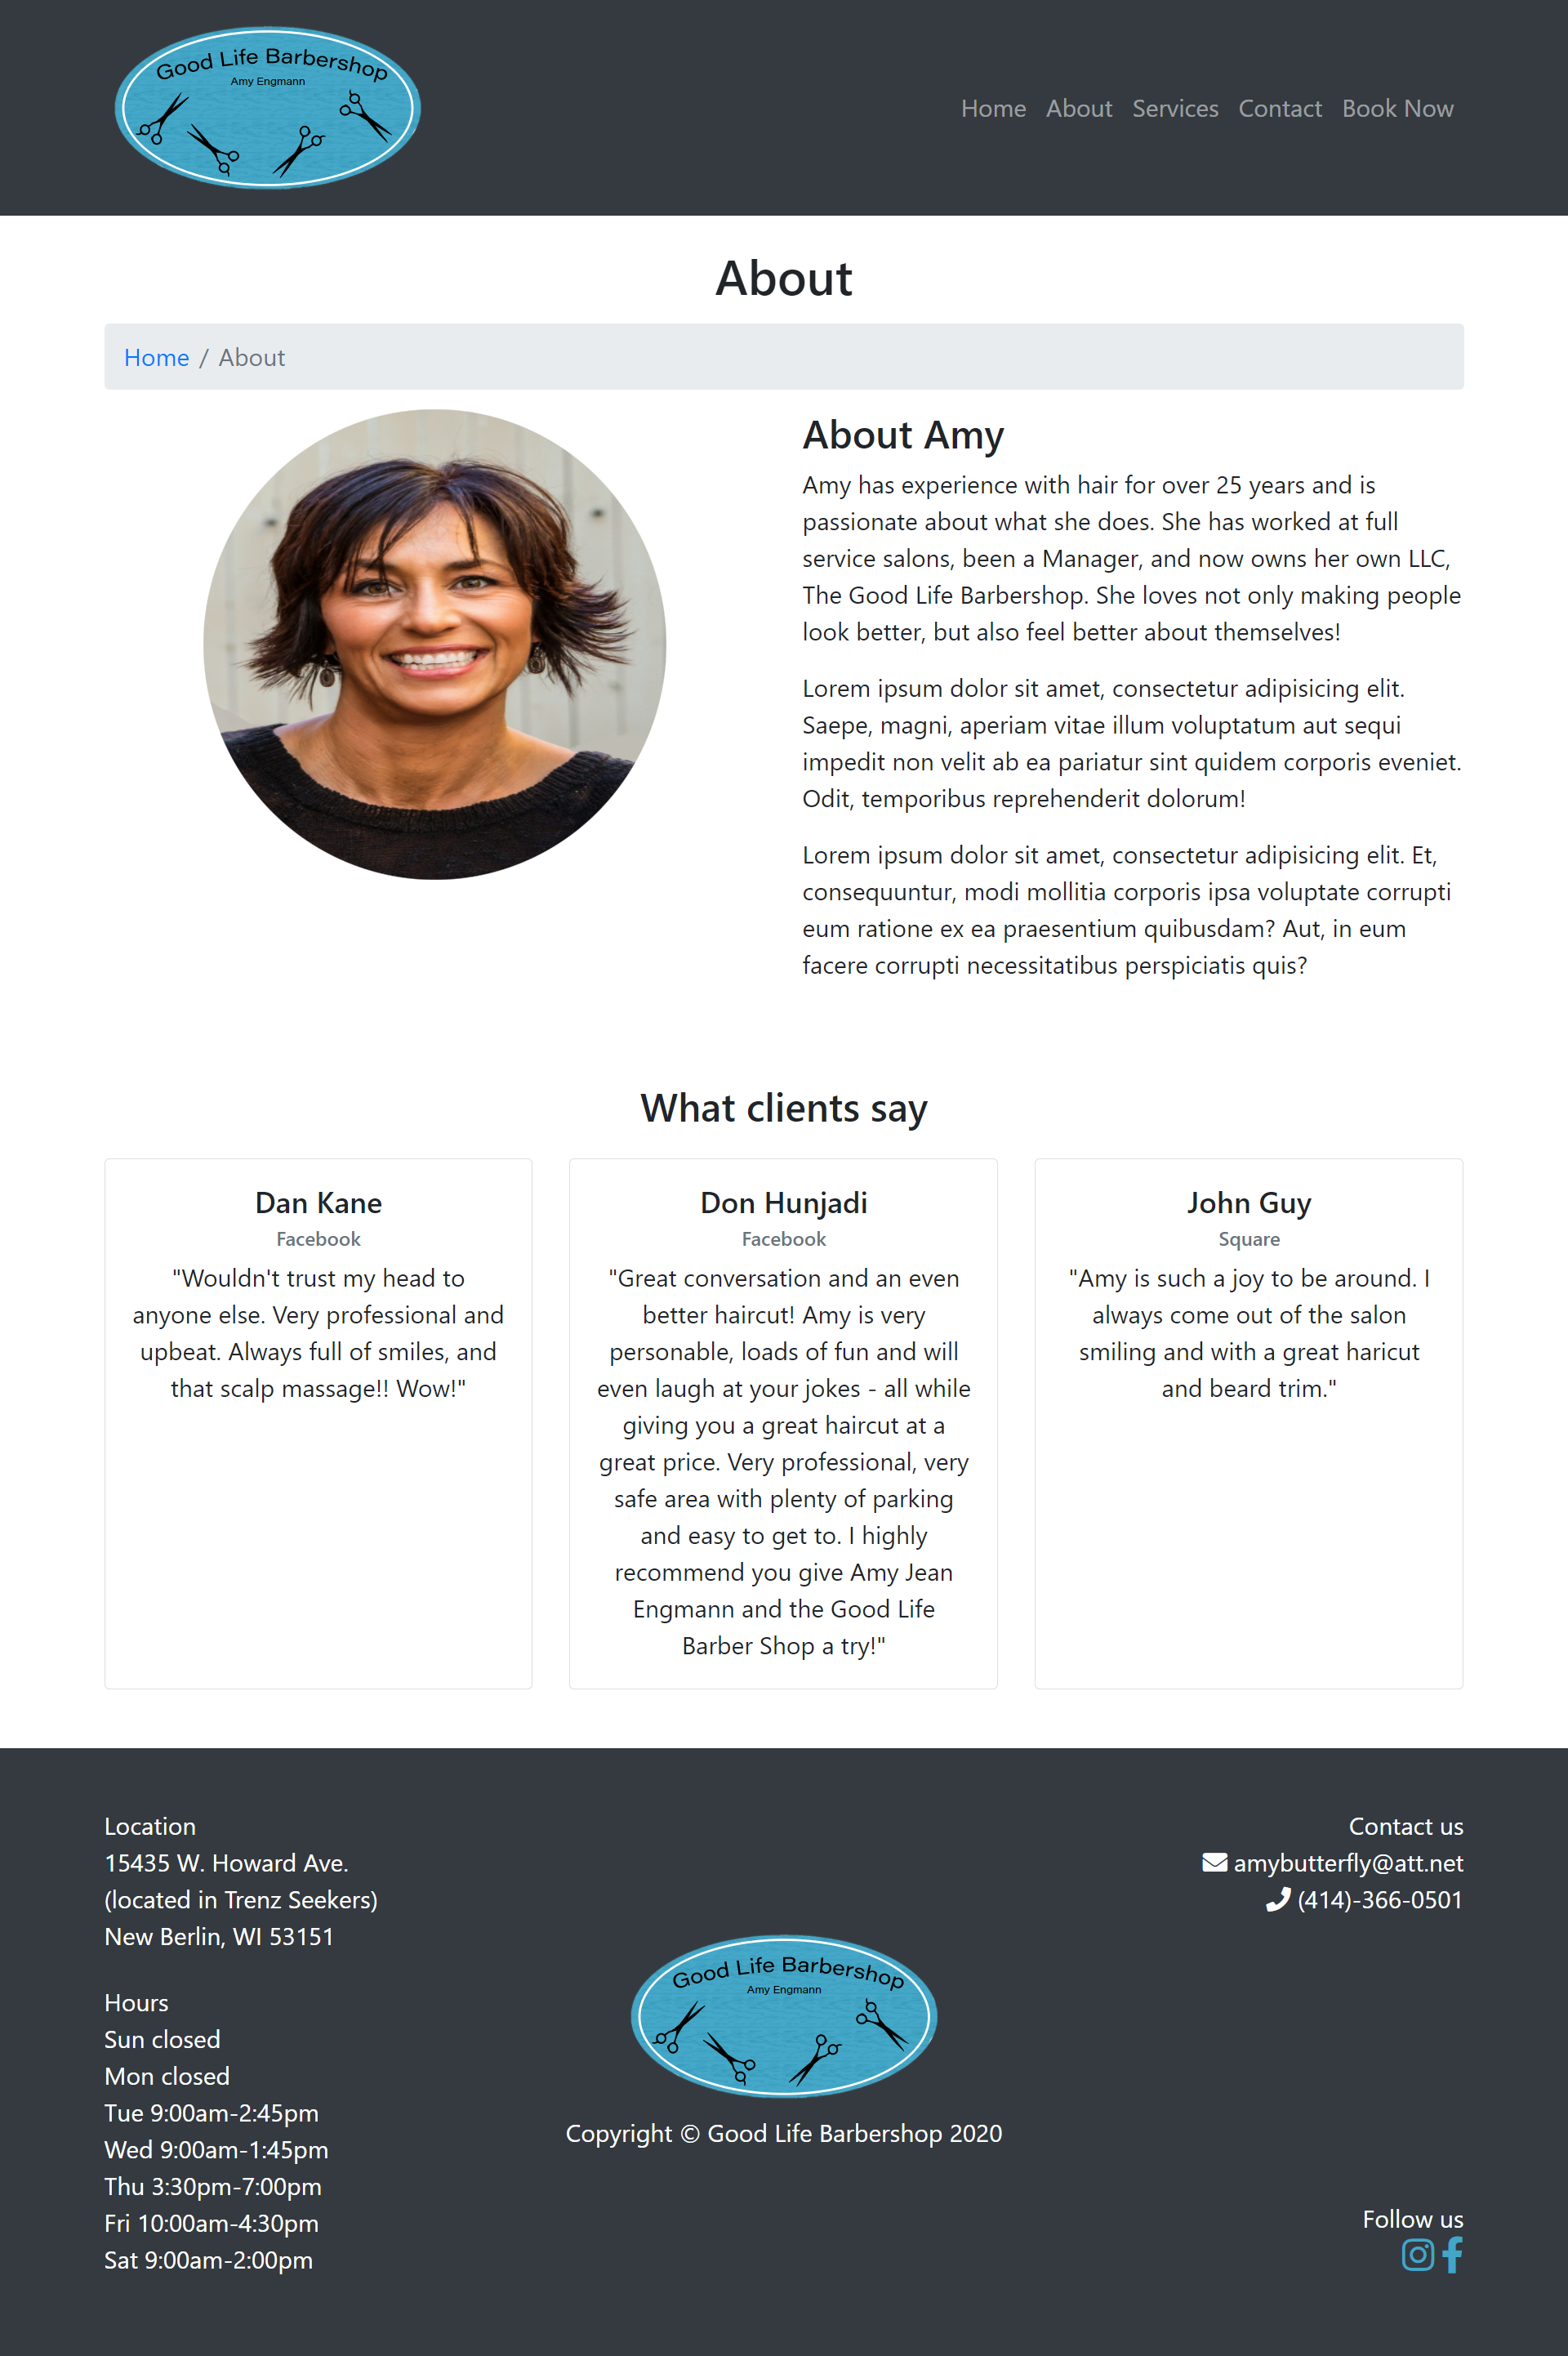 Good Life Barbershop
Amy Engmann
Home About Services Contact Book Now
About
Home / About
About Amy
Amy has experience with hair for over 25 years and is
passionate about what she does. She has worked at full
service salons, been a Manager, and now owns her own LLC,
The Good Life Barbershop. She loves not only making people
look better, but also feel better about themselves!
Lorem ipsum dolor sit amet, consectetur adipisicing elit.
Saepe, magni, aperiam vitae illum voluptatum aut sequi
impedit non velit ab ea pariatur sint quidem corporis eveniet.
Odit, temporibus reprehenderit dolorum!
Lorem ipsum dolor sit amet, consectetur adipisicing elit. Et,
consequuntur, modi mollitia corporis ipsa voluptate corrupti
eum ratione ex ea praesentium quibusdam? Aut, in eum
facere corrupti necessitatibus perspiciatis quis?
What clients say
Dan Kane
Facebook
"Wouldn't trust my head to
anyone else. Very professional and
upbeat. Always full of smiles, and
that scalp massage!! Wow!"
Don Hunjadi
Facebook
"Great conversation and an even
better haircut! Amy is very
personable, loads of fun and will
even laugh at your jokes - all while
giving you a great haircut at a
great price. Very professional, very
safe area with plenty of parking
and easy to get to. I highly
recommend you give Amy Jean
Engmann and the Good Life
Barber Shop a try!"
John Guy
Square
"Amy is such a joy to be around. I
always come out of the salon
smiling and with a great haricut
and beard trim."
Location
15435 W. Howard Ave.
(located in Trenz Seekers)
New Berlin, WI 53151
Hours
Sun closed
Mon closed
Tue 9:00am-2:45pm
Wed 9:00am-1:45pm
Thu 3:30pm-7:00pm
Fri 10:00am-4:30pm
Sat 9:00am-2:00pm
Good Life Barbershop
Amy Engmann
Copyright © Good Life Barbershop 2020
Contact us
amybutterfly@att.net
(414)-366-0501
Follow us